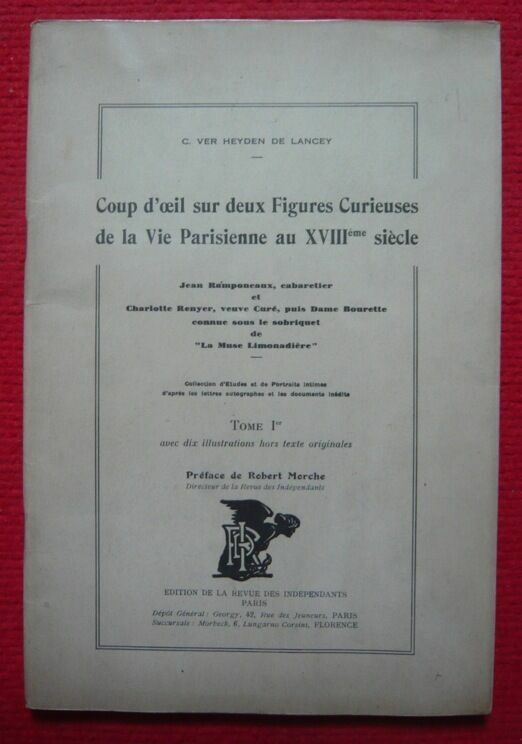 C. VER HEYDEN DE LANCEY
Coup d'œil sur deux Figures Curieuses
de la Vie Parisienne au XVIIIéme siècle
Jean Ramponeaux, cabaretier
et
Charlotte Renyer, veuve Curé, puis Dame Bourette
connue sous le sobriquet
de
"La Muse Limonadière"
Collection d'Etudes et de Portraits intimes
d'après les lettres autographes et les documents inédits
TOME Ier
avec dix illustrations hors texte originales
Préface de Robert Morche
Directeur de la Revue des Indépendants
RI
EDITION DE LA REVUE DES INDÉPENDANTS
PARIS
Dépôt Général : Georgy, 42, Rue des Jeuneurs, PARIS
Succursale : Morbeck, 6, Lungarno Corsini, FLORENCE